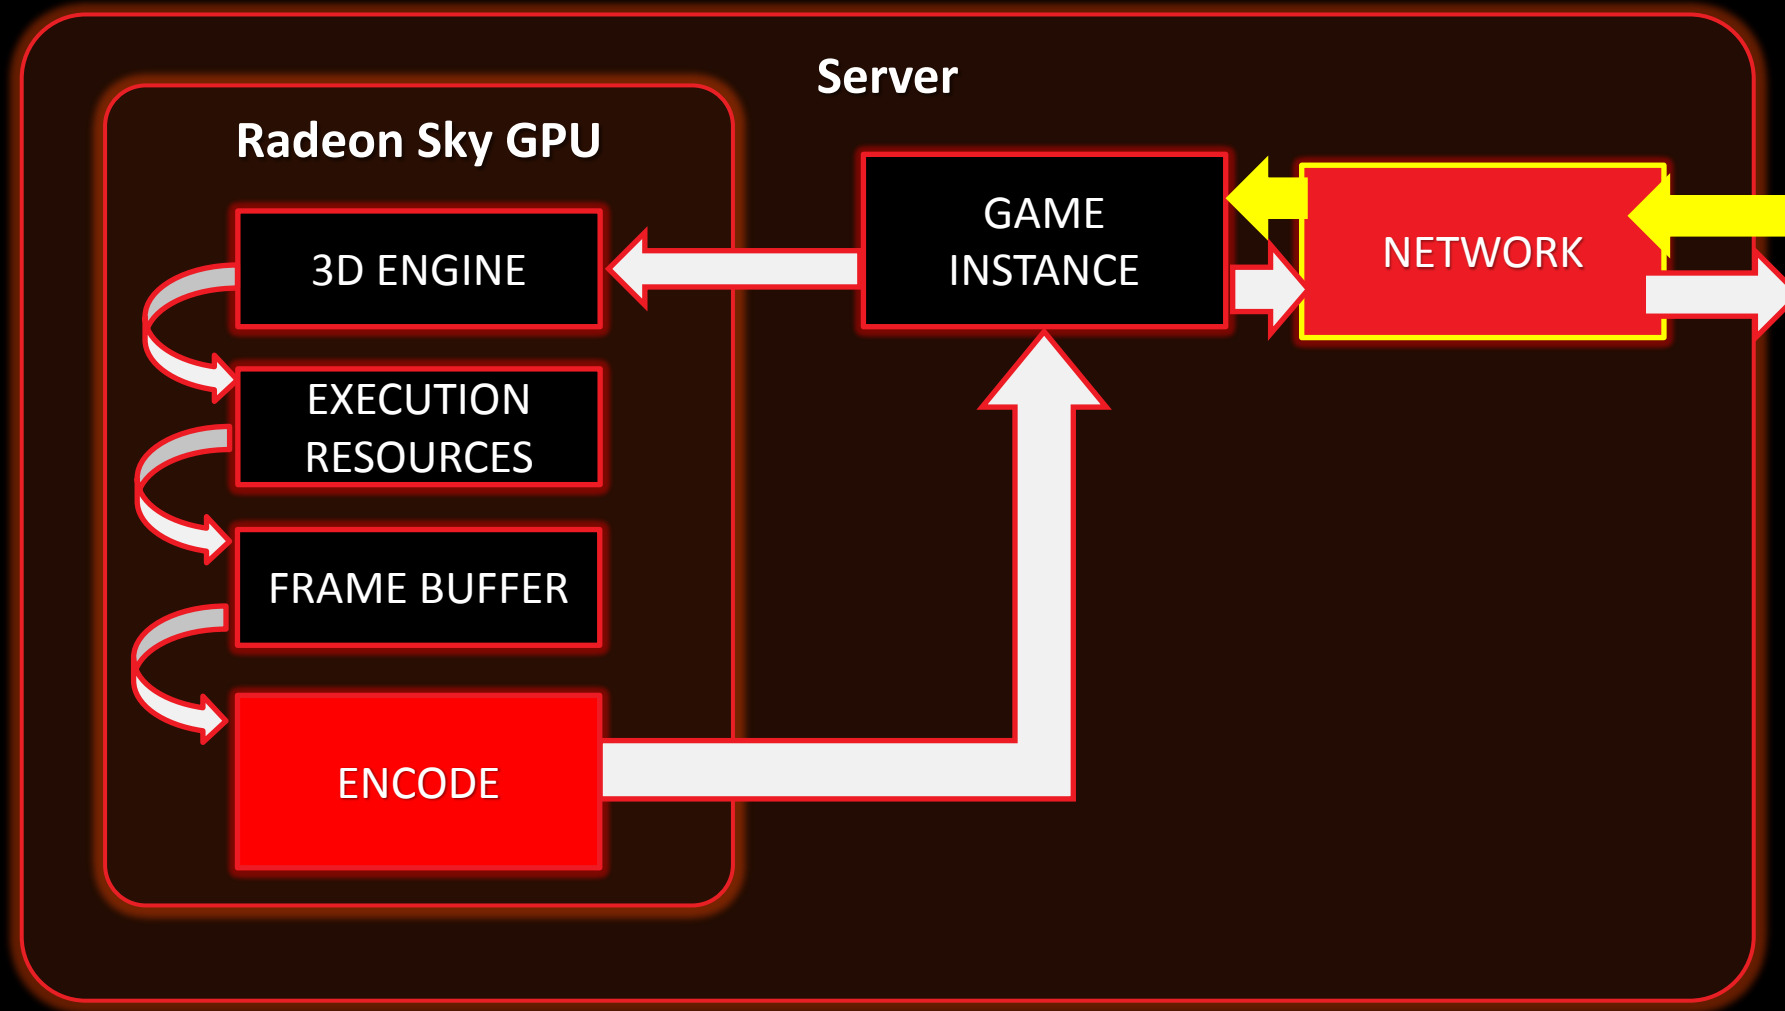 Server
Radeon Sky GPU
3D ENGINE
EXECUTION
RESOURCES
FRAME BUFFER
ENCODE
GAME
INSTANCE
NETWORK